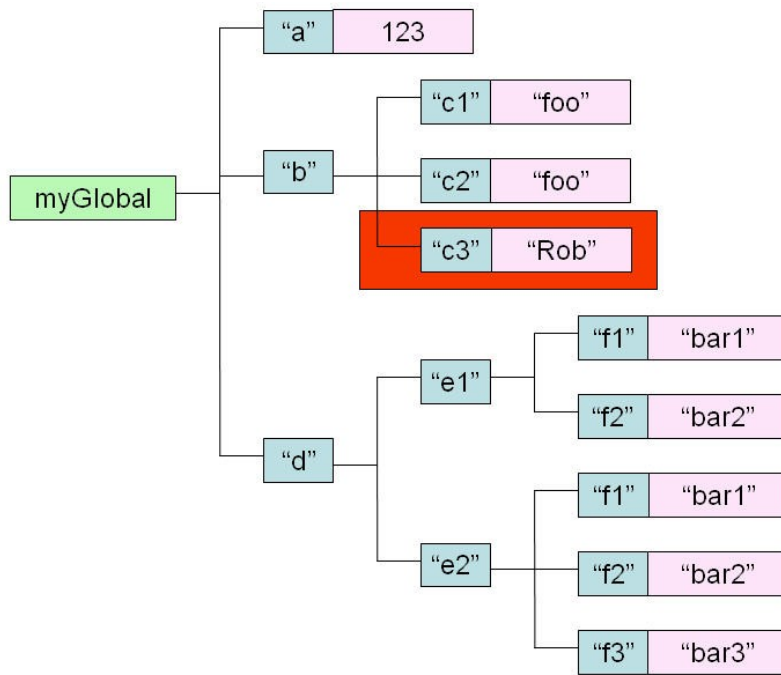 “a” 123
“c1” “foo”
“b”
“c2” “foo”
myGlobal
“c3” “Rob”
“f1” “bar1”
“e1”
“f2” “bar2”
“d”
“f1” “bar1”
“e2”
“f2” “bar2”
“f3” “bar3”